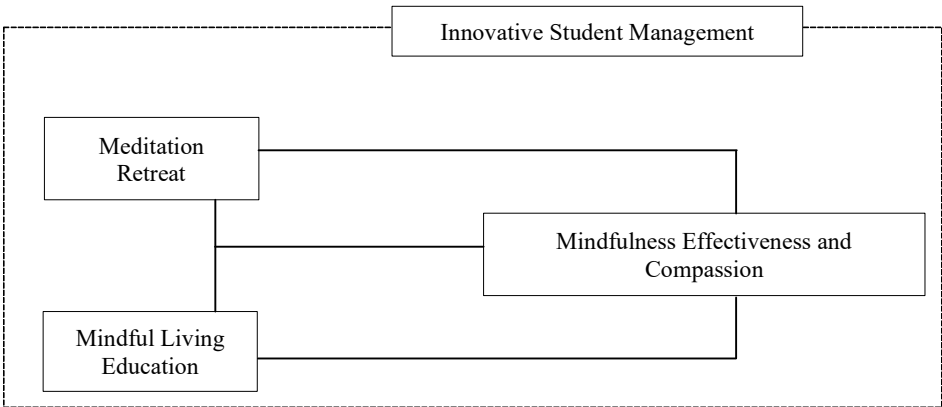 Innovative Student Management
Meditation
Retreat
Mindfulness Effectiveness and
Compassion
Mindful Living
Education